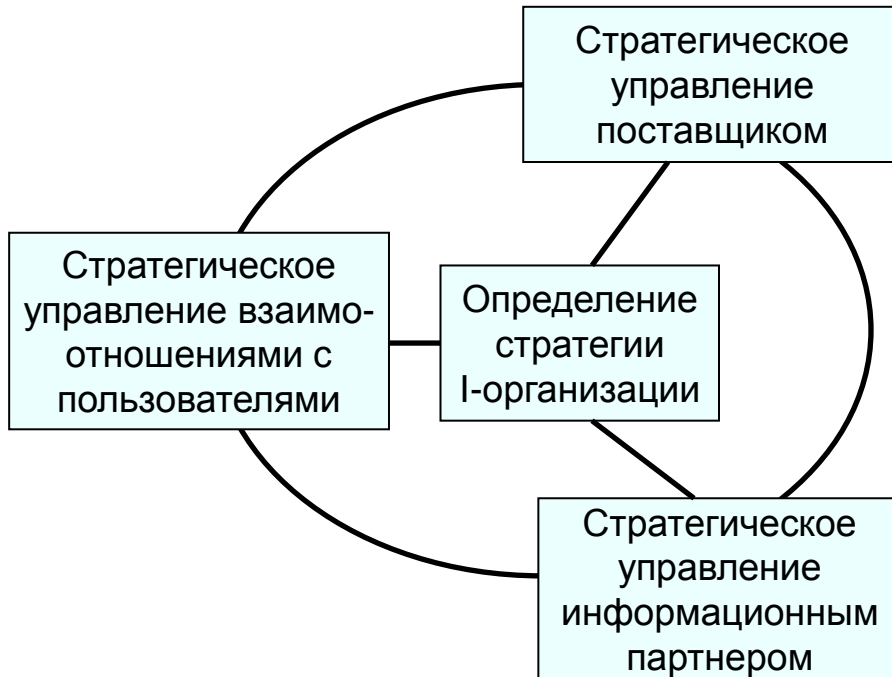 Стратегическое
управление
поставщиком
Стратегическое
управление взаимо-
отношениями с
пользователями
Определение
стратегии
I-организации
Стратегическое
управление
информационным
партнером